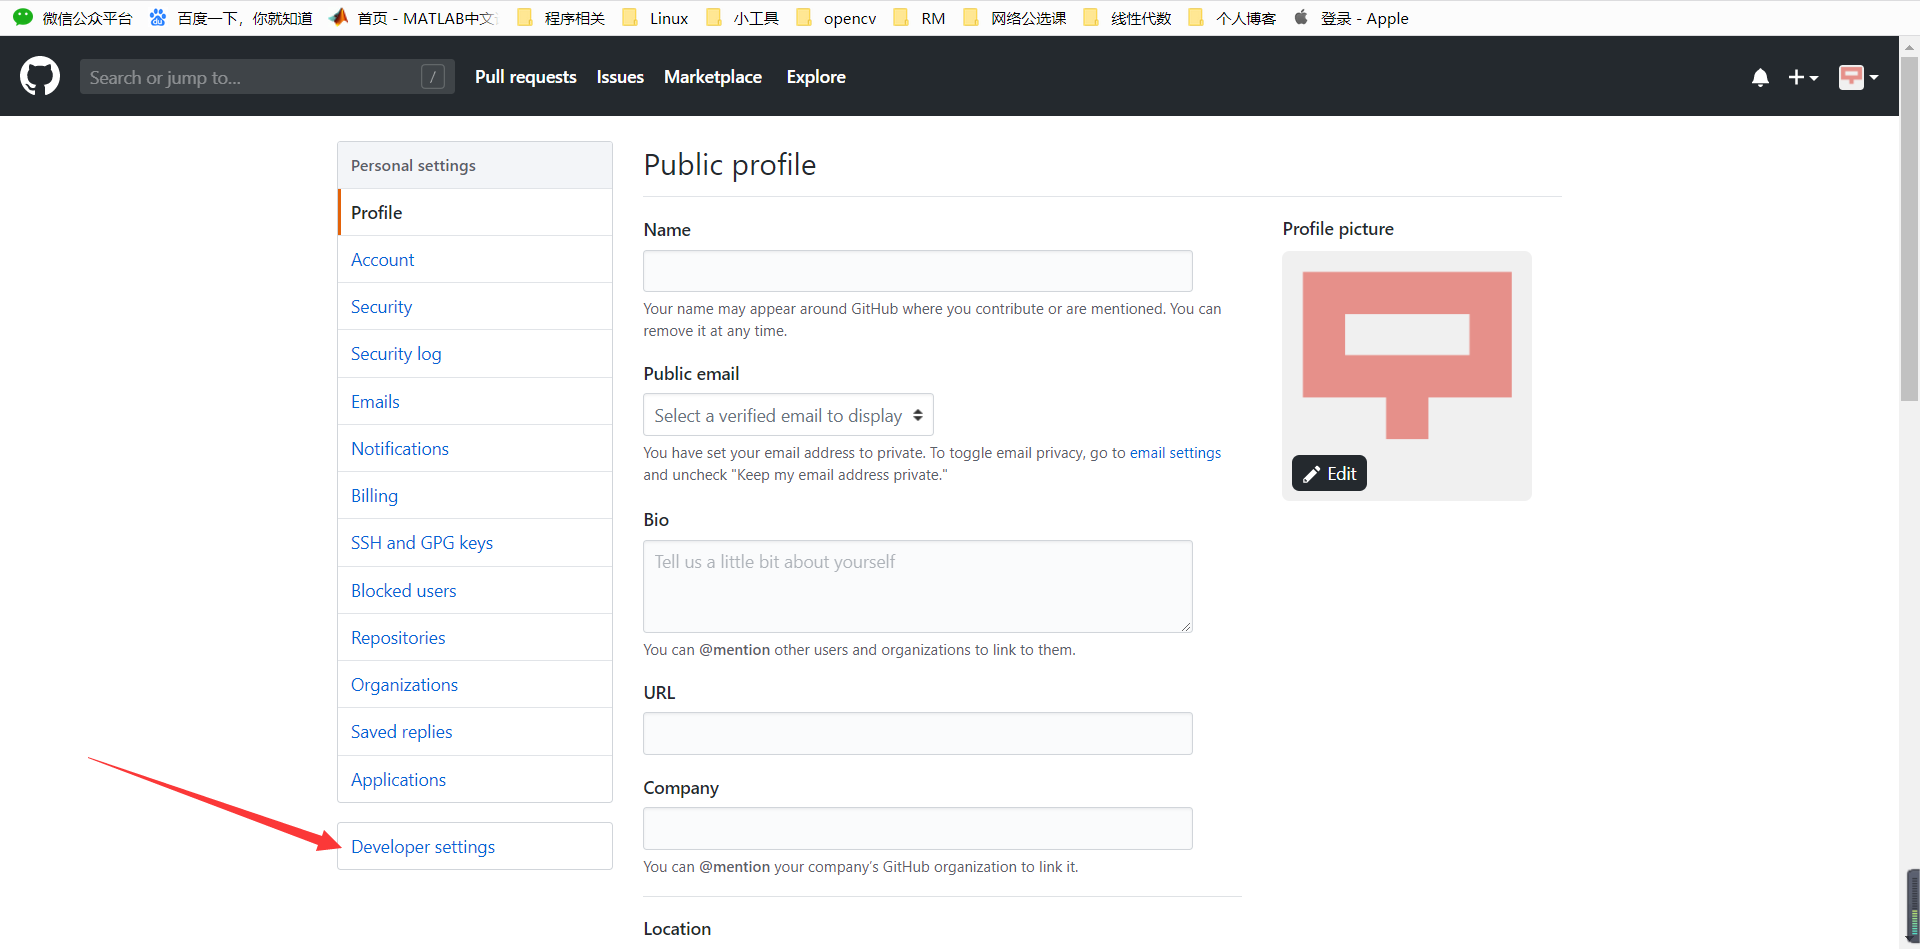 微信公众平台 百度一下，你就知道 首页 - MATLAB中文 程序相关 Linux 小工具 opencv RM 网络公选课 线性代数 个人博客 登录 - Apple
Search or jump to... / Pull requests Issues Marketplace Explore
Personal settings
Profile
Account
Security
Security log
Emails
Notifications
Billing
SSH and GPG keys
Blocked users
Repositories
Organizations
Saved replies
Applications
Developer settings
Public profile
Name
Your name may appear around GitHub where you contribute or are mentioned. You can
remove it at any time.
Public email
Select a verified email to display
You have set your email address to private. To toggle email privacy, go to email settings
and uncheck "Keep my email address private."
Bio
Tell us a little bit about yourself
You can @mention other users and organizations to link to them.
URL
Company
You can @mention your company's GitHub organization to link it.
Location
Profile picture
Edit